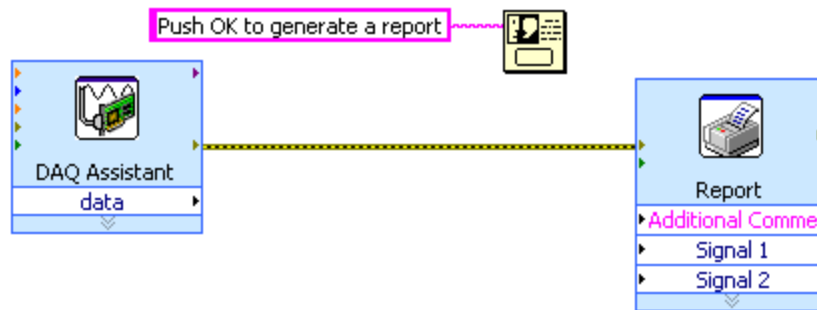 Push OK to generate a report
DAQ Assistant
data
Report
Additional Comme
Signal 1
Signal 2